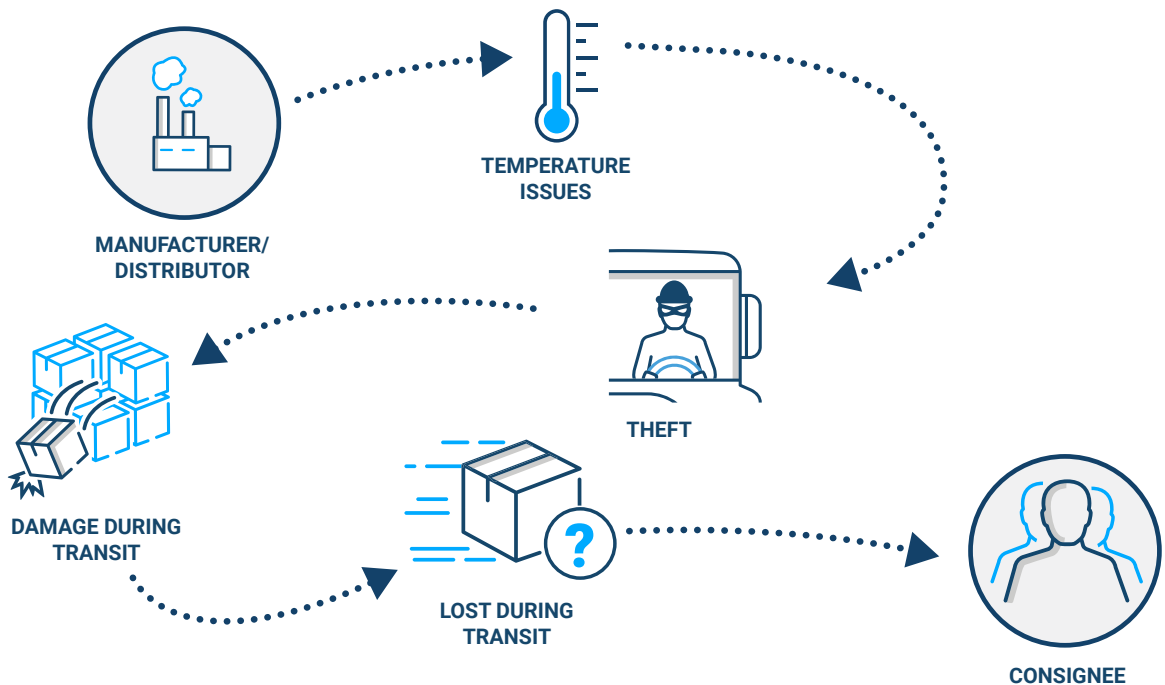 TEMPERATURE
ISSUES
MANUFACTURER/
DISTRIBUTOR
THEFT
DAMAGE DURING
TRANSIT
?
LOST DURING
TRANSIT
CONSIGNEE